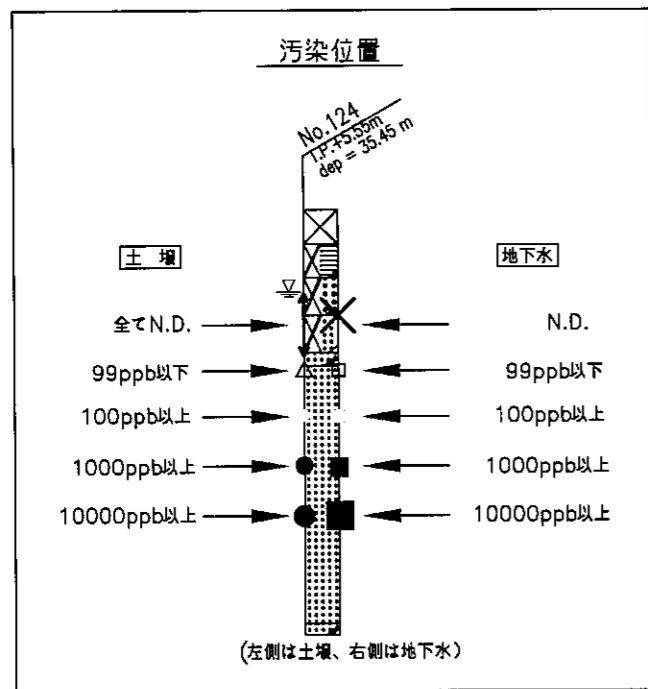 汚染位置
No.124
T.P.+5.55m
dep = 35.45 m
土 壌
地下水
全てN.D.
N.D.
99ppb以下
99ppb以下
100ppb以上
100ppb以上
1000ppb以上
1000ppb以上
10000ppb以上
10000ppb以上
(左側は土壌、右側は地下水)